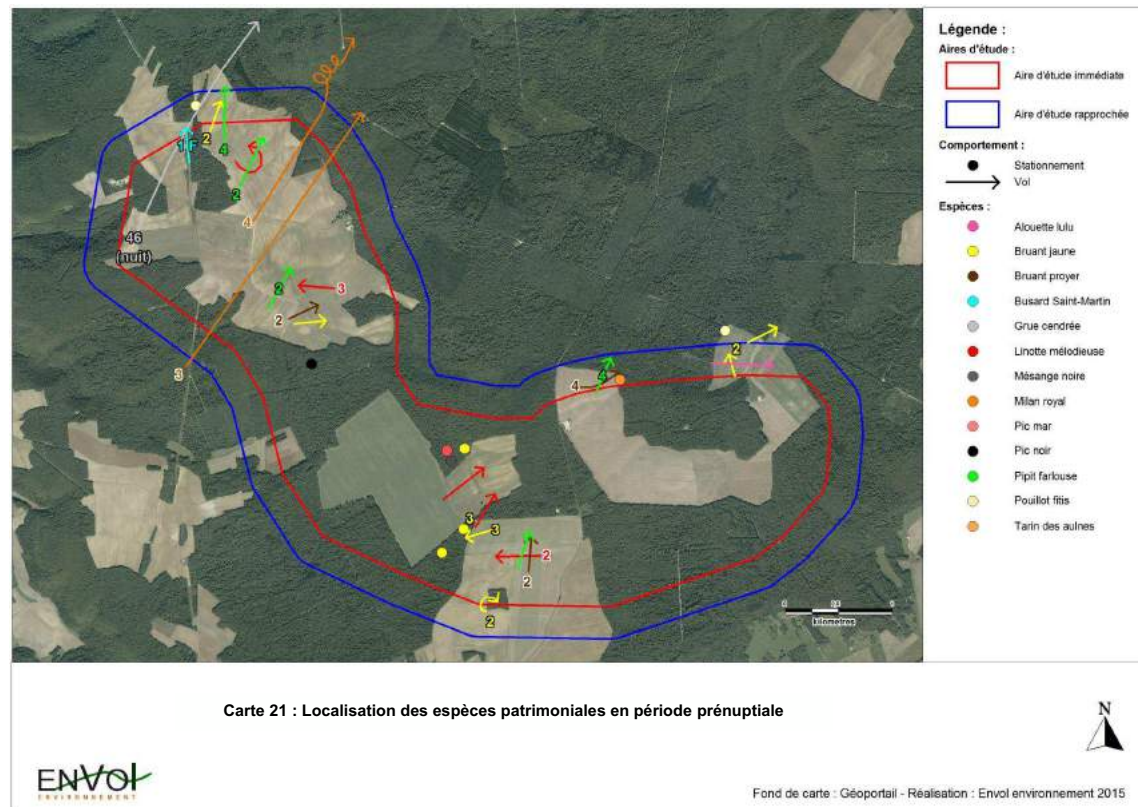 Légende :
Aires d'étude :
Aire d'étude immédiate
Aire d'étude rapprochée
Comportement :
Stationnement
Vol
Espèces :
Alouette lulu
Bruant jaune
Bruant proyer
Busard Saint-Martin
Grue cendrée
Linotte mélodieuse
Mésange noire
Milan royal
Pic mar
Pic noir
Pipit farlouse
Pouillot fitis
Tarin des aulnes
2
1 F
4
2
4
46
(nuit)
2
3
2
3
2
4
4
3
3
2
2
2
kilomètres
Carte 21 : Localisation des espèces patrimoniales en période prénuptiale
N
ENVOL
ENVIRONNEMENT
Fond de carte : Géoportail - Réalisation : Envol environnement 2015